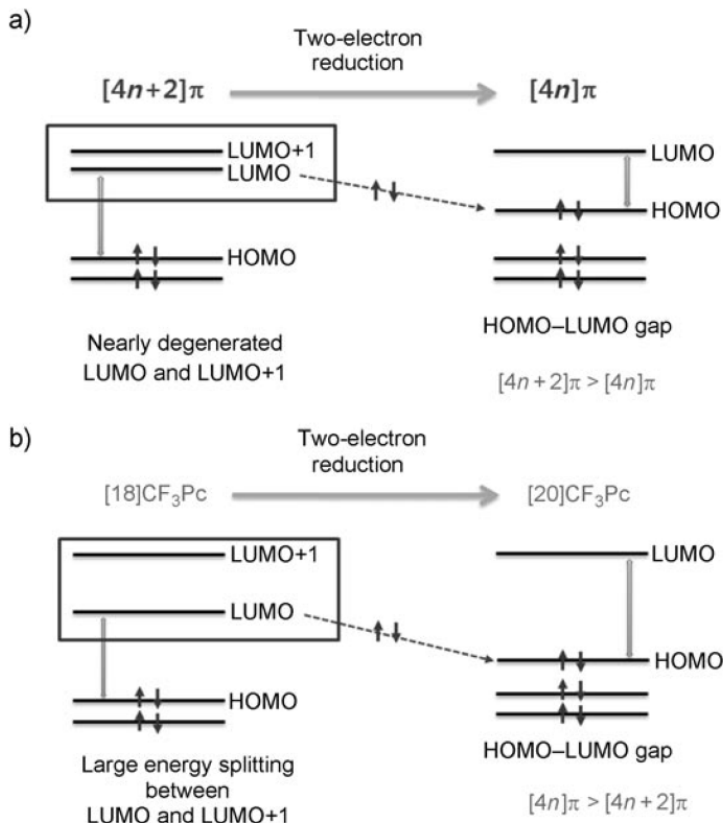 a)
Two-electron
reduction
[4n+2]π
[4n]π
LUMO+1
LUMO
LUMO
HOMO
HOMO
Nearly degenerated
LUMO and LUMO+1
HOMO–LUMO gap
[4n+2]π > [4n]π
b)
Two-electron
reduction
[18]CF₃Pc
[20]CF₃Pc
LUMO+1
LUMO
LUMO
HOMO
HOMO
Large energy splitting
between
LUMO and LUMO+1
HOMO–LUMO gap
[4n]π > [4n+2]π